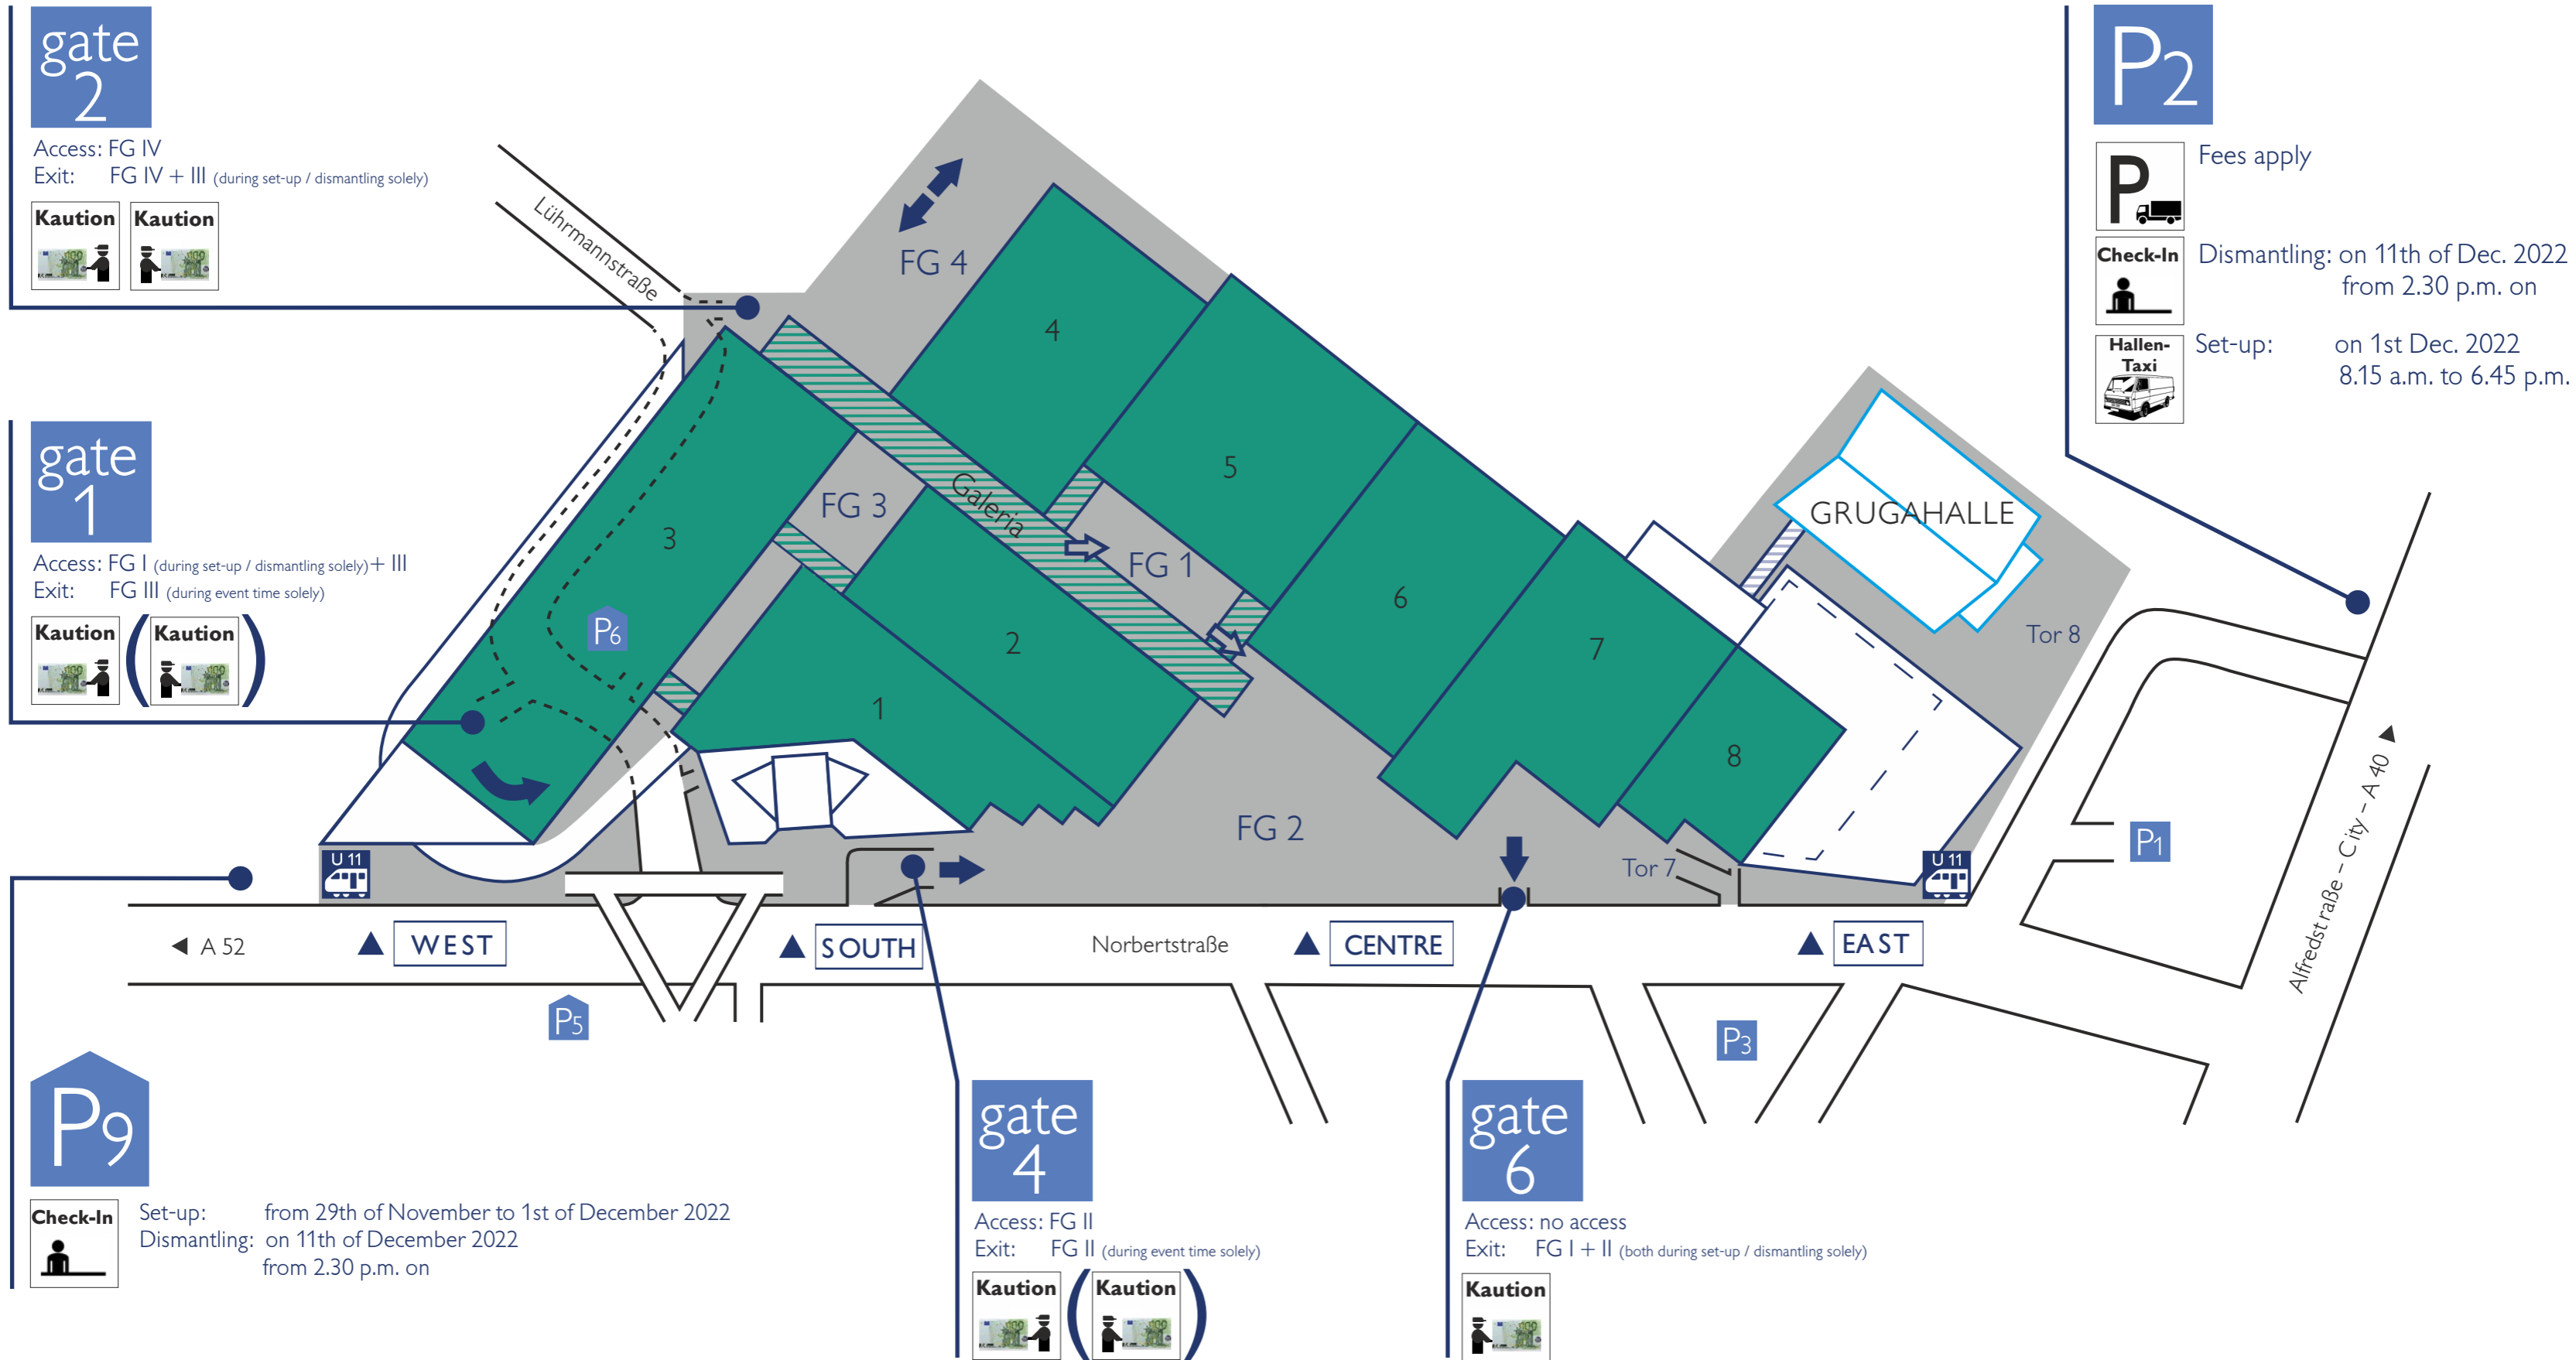 gate
2
Access: FG IV
Exit: FG IV + III (during set-up / dismantling solely)
Kaution
Kaution
P2
P
Fees apply
Check-In
Dismantling: on 11th of Dec. 2022
from 2.30 p.m. on
Hallen-
Taxi
Set-up: on 1st Dec. 2022
8.15 a.m. to 6.45 p.m.
Lührmannstraße
FG 4
4
gate
1
Access: FG I (during set-up / dismantling solely) + III
Exit: FG III (during event time solely)
Kaution
(Kaution)
5
GRUGAHALLE
Galeria
FG 3
3
FG 1
6
P6
2
7
Tor 8
1
8
FG 2
P1
Alfredstraße – City – A 40
U 11
Tor 7
U 11
A 52
WEST
SOUTH
Norbertstraße
CENTRE
EAST
P5
P3
P9
Check-In
Set-up: from 29th of November to 1st of December 2022
Dismantling: on 11th of December 2022
from 2.30 p.m. on
gate
4
Access: FG II
Exit: FG II (during event time solely)
Kaution
(Kaution)
gate
6
Access: no access
Exit: FG I + II (both during set-up / dismantling solely)
Kaution